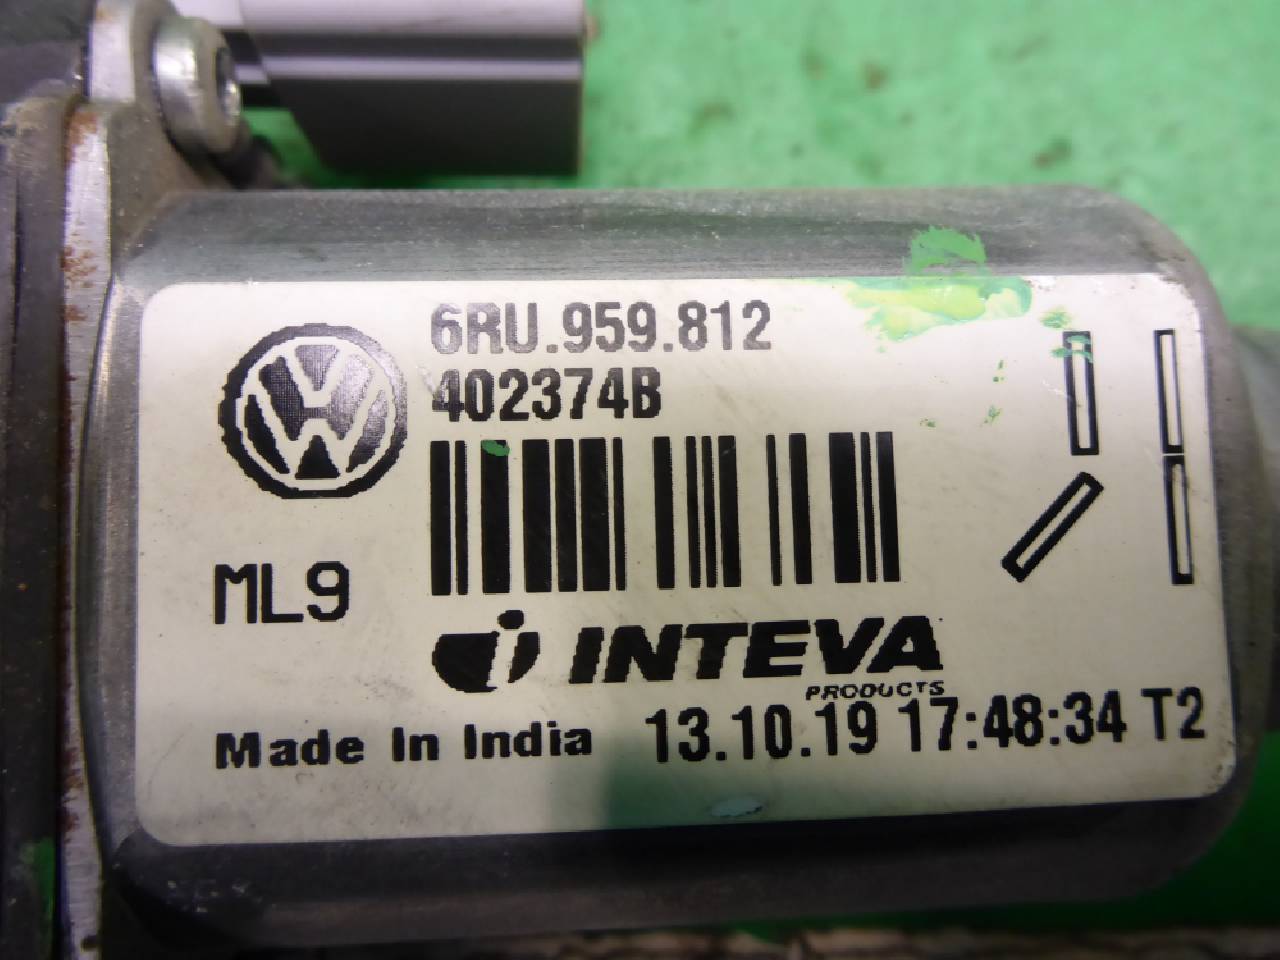 6RU.959.812
402374B
ML9
INTEVA
PRODUCTS
Made In India 13.10.19 17:48:34 T2